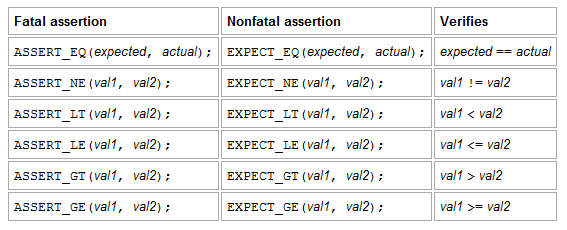 Fatal assertion Nonfatal assertion Verifies
ASSERT_EQ(expected, actual); EXPECT_EQ(expected, actual); expected == actual
ASSERT_NE(val1, val2); EXPECT_NE(val1, val2); val1 != val2
ASSERT_LT(val1, val2); EXPECT_LT(val1, val2); val1 < val2
ASSERT_LE(val1, val2); EXPECT_LE(val1, val2); val1 <= val2
ASSERT_GT(val1, val2); EXPECT_GT(val1, val2); val1 > val2
ASSERT_GE(val1, val2); EXPECT_GE(val1, val2); val1 >= val2